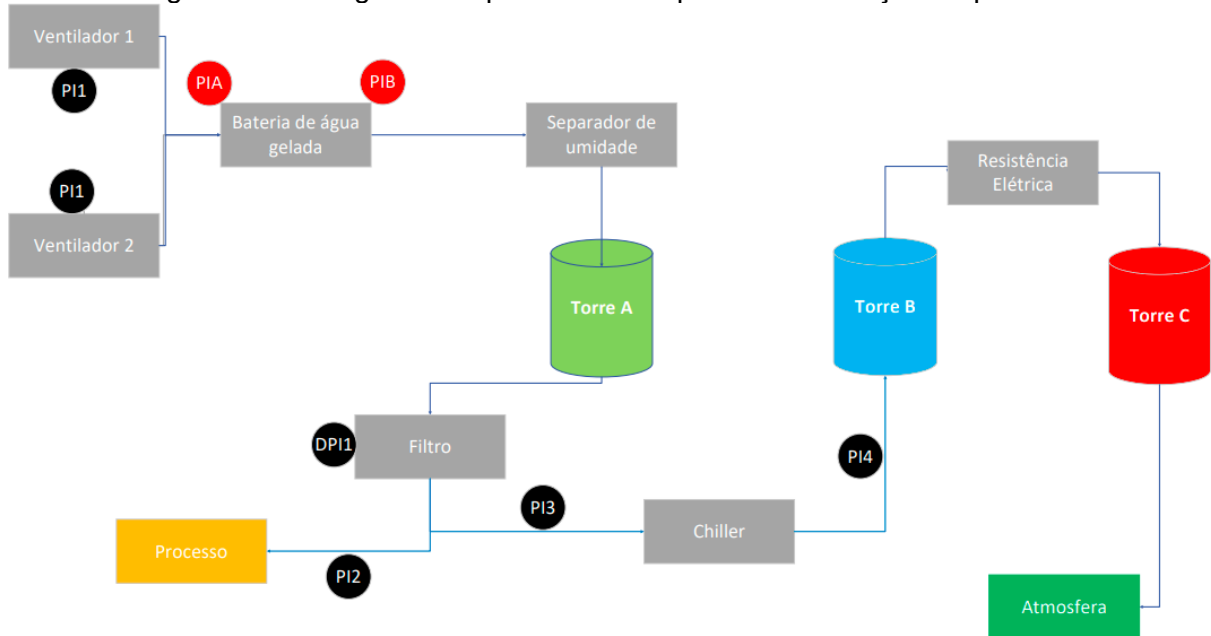 Ventilador 1
PI1
PIA
PIB
Bateria de água
gelada
Separador de
umidade
Resistência
Elétrica
PI1
Ventilador 2
Torre A
Torre B
Torre C
DPI1
Filtro
PI4
PI3
Chiller
Processo
PI2
Atmosfera